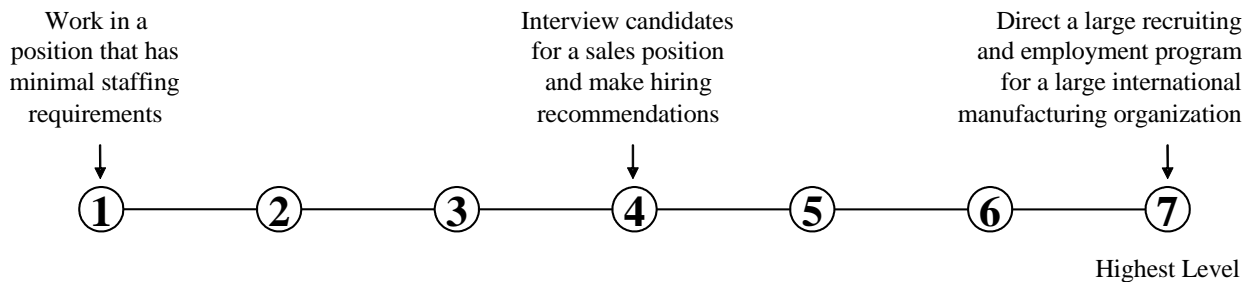 Work in a
position that has
minimal staffing
requirements
Interview candidates
for a sales position
and make hiring
recommendations
Direct a large recruiting
and employment program
for a large international
manufacturing organization
1 2 3 4 5 6 7
Highest Level